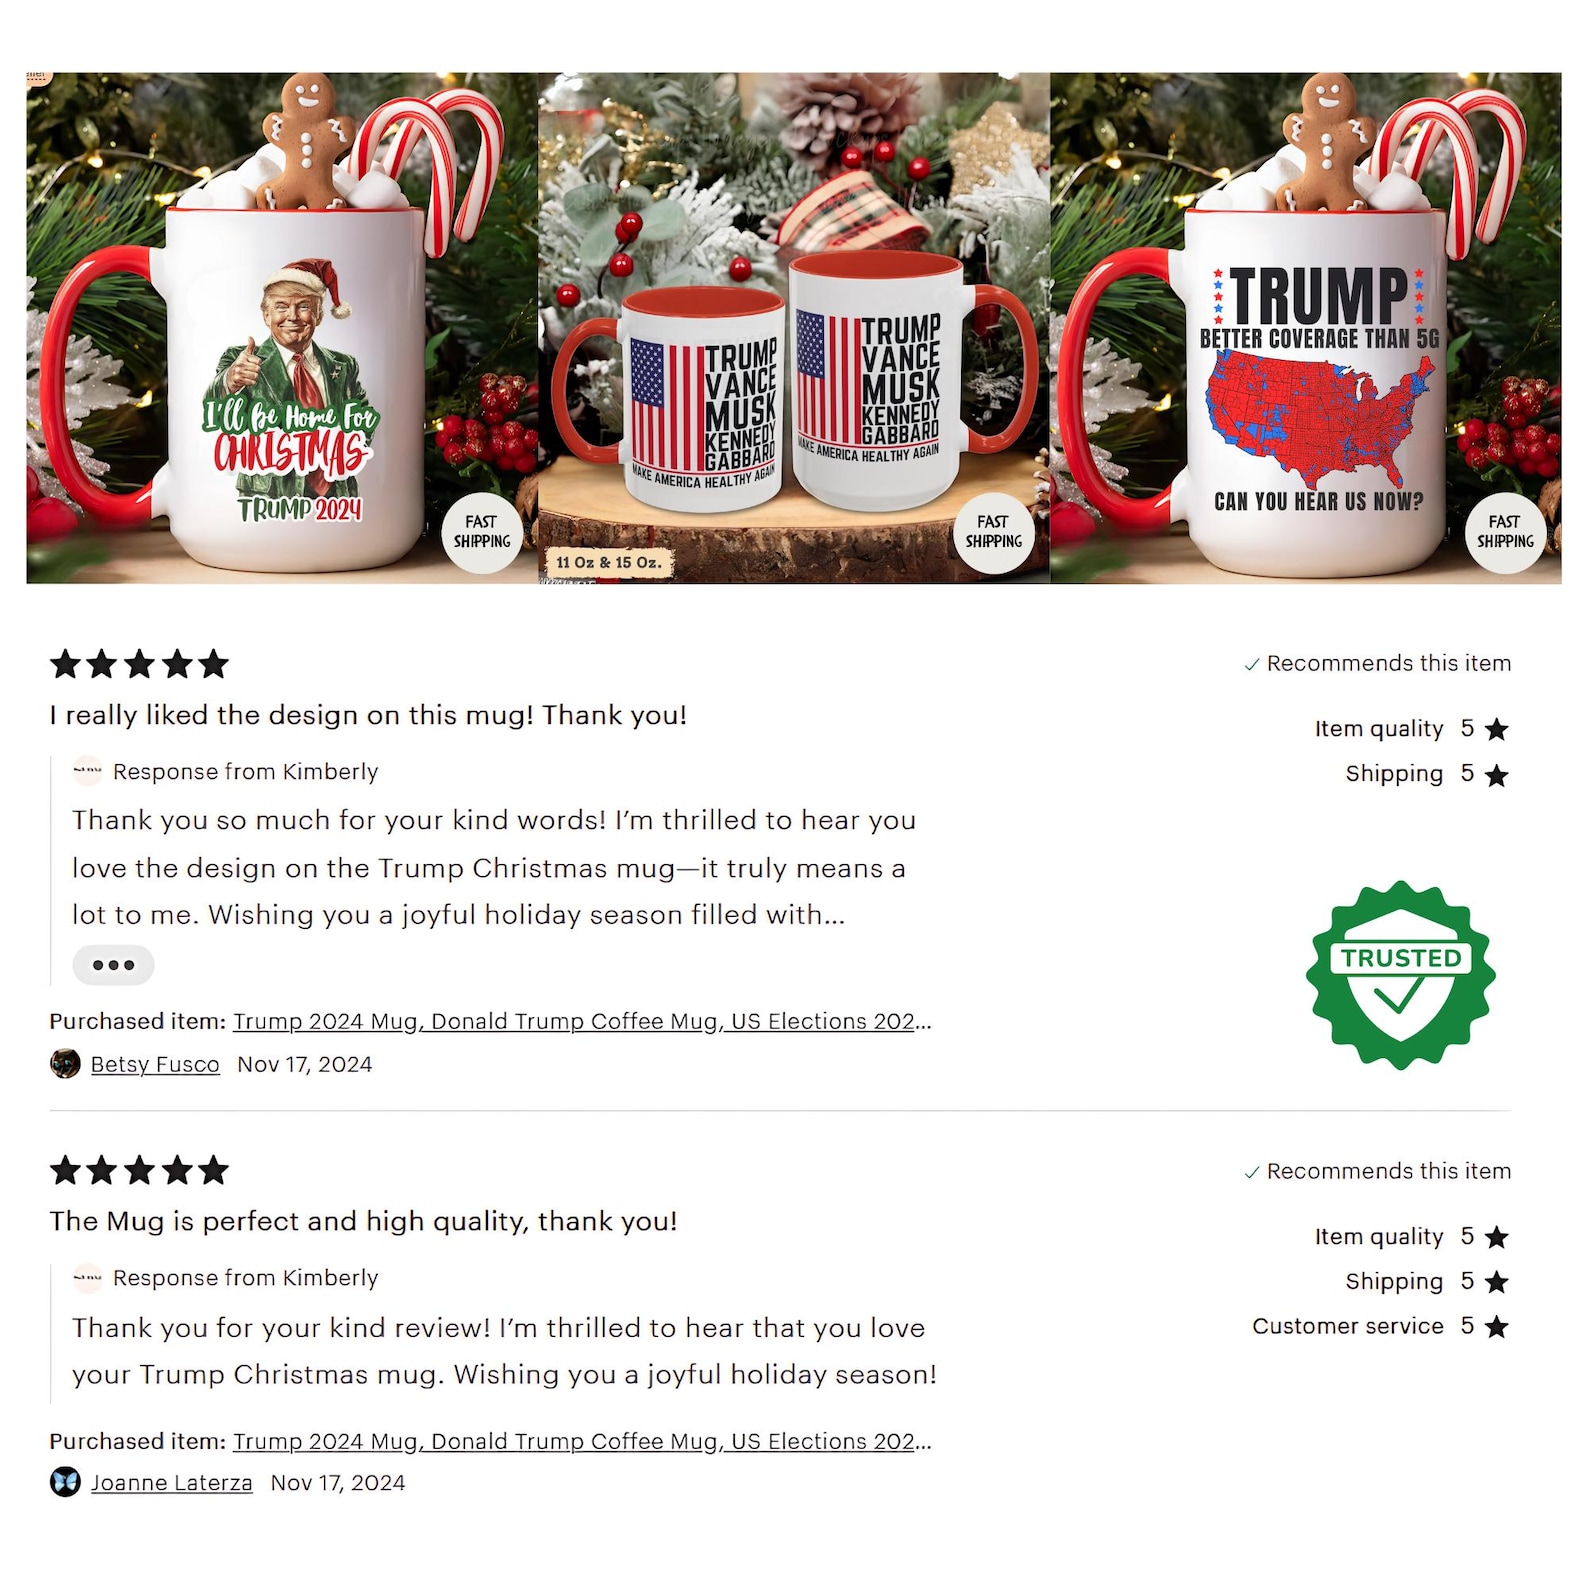 I'll Be Home For
CHRISTMAS
TRUMP 2024
FAST
SHIPPING
TRUMP
VANCE
MUSK
KENNEDY
GABBARD
MAKE AMERICA HEALTHY AGAIN
TRUMP
VANCE
MUSK
KENNEDY
GABBARD
MAKE AMERICA HEALTHY AGAIN
11 Oz & 15 Oz.
FAST
SHIPPING
TRUMP
BETTER COVERAGE THAN 5G
CAN YOU HEAR US NOW?
FAST
SHIPPING
✓ Recommends this item
I really liked the design on this mug! Thank you!
Item quality 5
Shipping 5
Response from Kimberly
Thank you so much for your kind words! I'm thrilled to hear you
love the design on the Trump Christmas mug—it truly means a
lot to me. Wishing you a joyful holiday season filled with...
TRUSTED
Purchased item: Trump 2024 Mug, Donald Trump Coffee Mug, US Elections 202...
Betsy Fusco Nov 17, 2024
✓ Recommends this item
The Mug is perfect and high quality, thank you!
Item quality 5
Shipping 5
Customer service 5
Response from Kimberly
Thank you for your kind review! I'm thrilled to hear that you love
your Trump Christmas mug. Wishing you a joyful holiday season!
Purchased item: Trump 2024 Mug, Donald Trump Coffee Mug, US Elections 202...
Joanne Laterza Nov 17, 2024